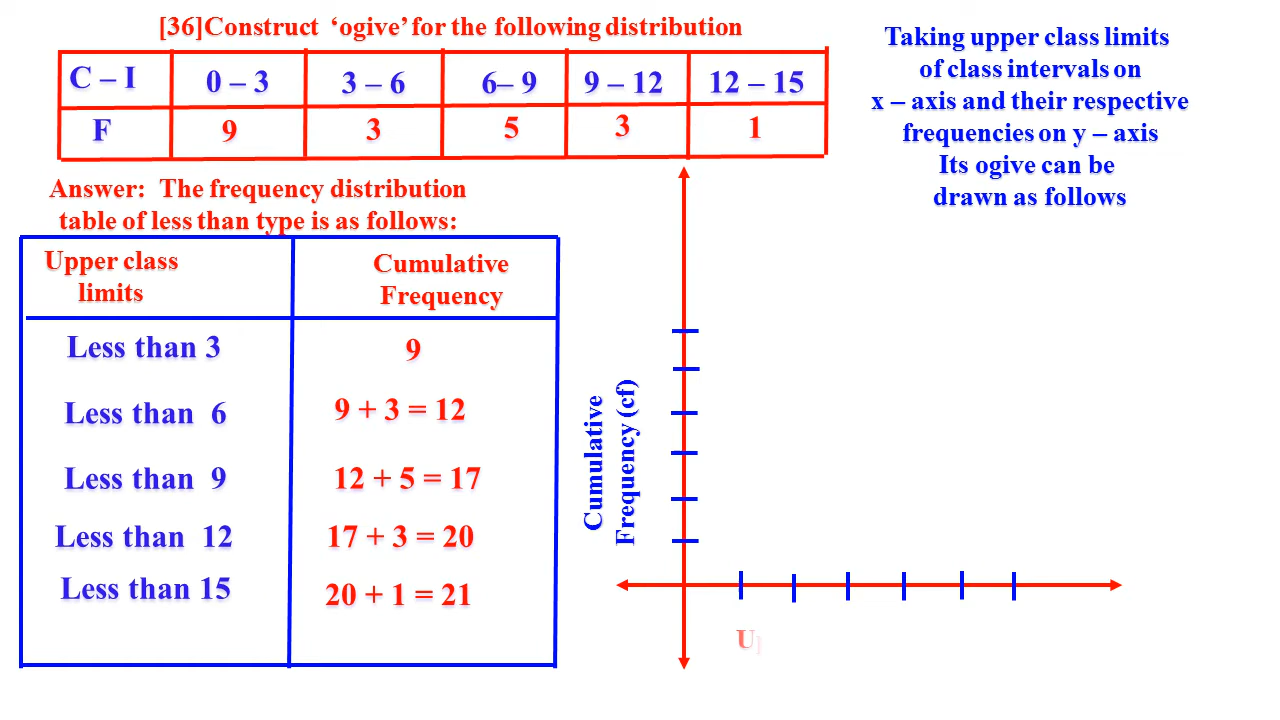 [36]Construct ‘ogive’ for the following distribution
C – I 0 – 3 3 – 6 6– 9 9 – 12 12 – 15
F 9 3 5 3 1
Taking upper class limits
of class intervals on
x – axis and their respective
frequencies on y – axis
Its ogive can be
drawn as follows
Answer: The frequency distribution
table of less than type is as follows:
Upper class
limits
Cumulative
Frequency
Less than 3 9
Less than 6 9 + 3 = 12
Less than 9 12 + 5 = 17
Less than 12 17 + 3 = 20
Less than 15 20 + 1 = 21
Cumulative
Frequency (cf)